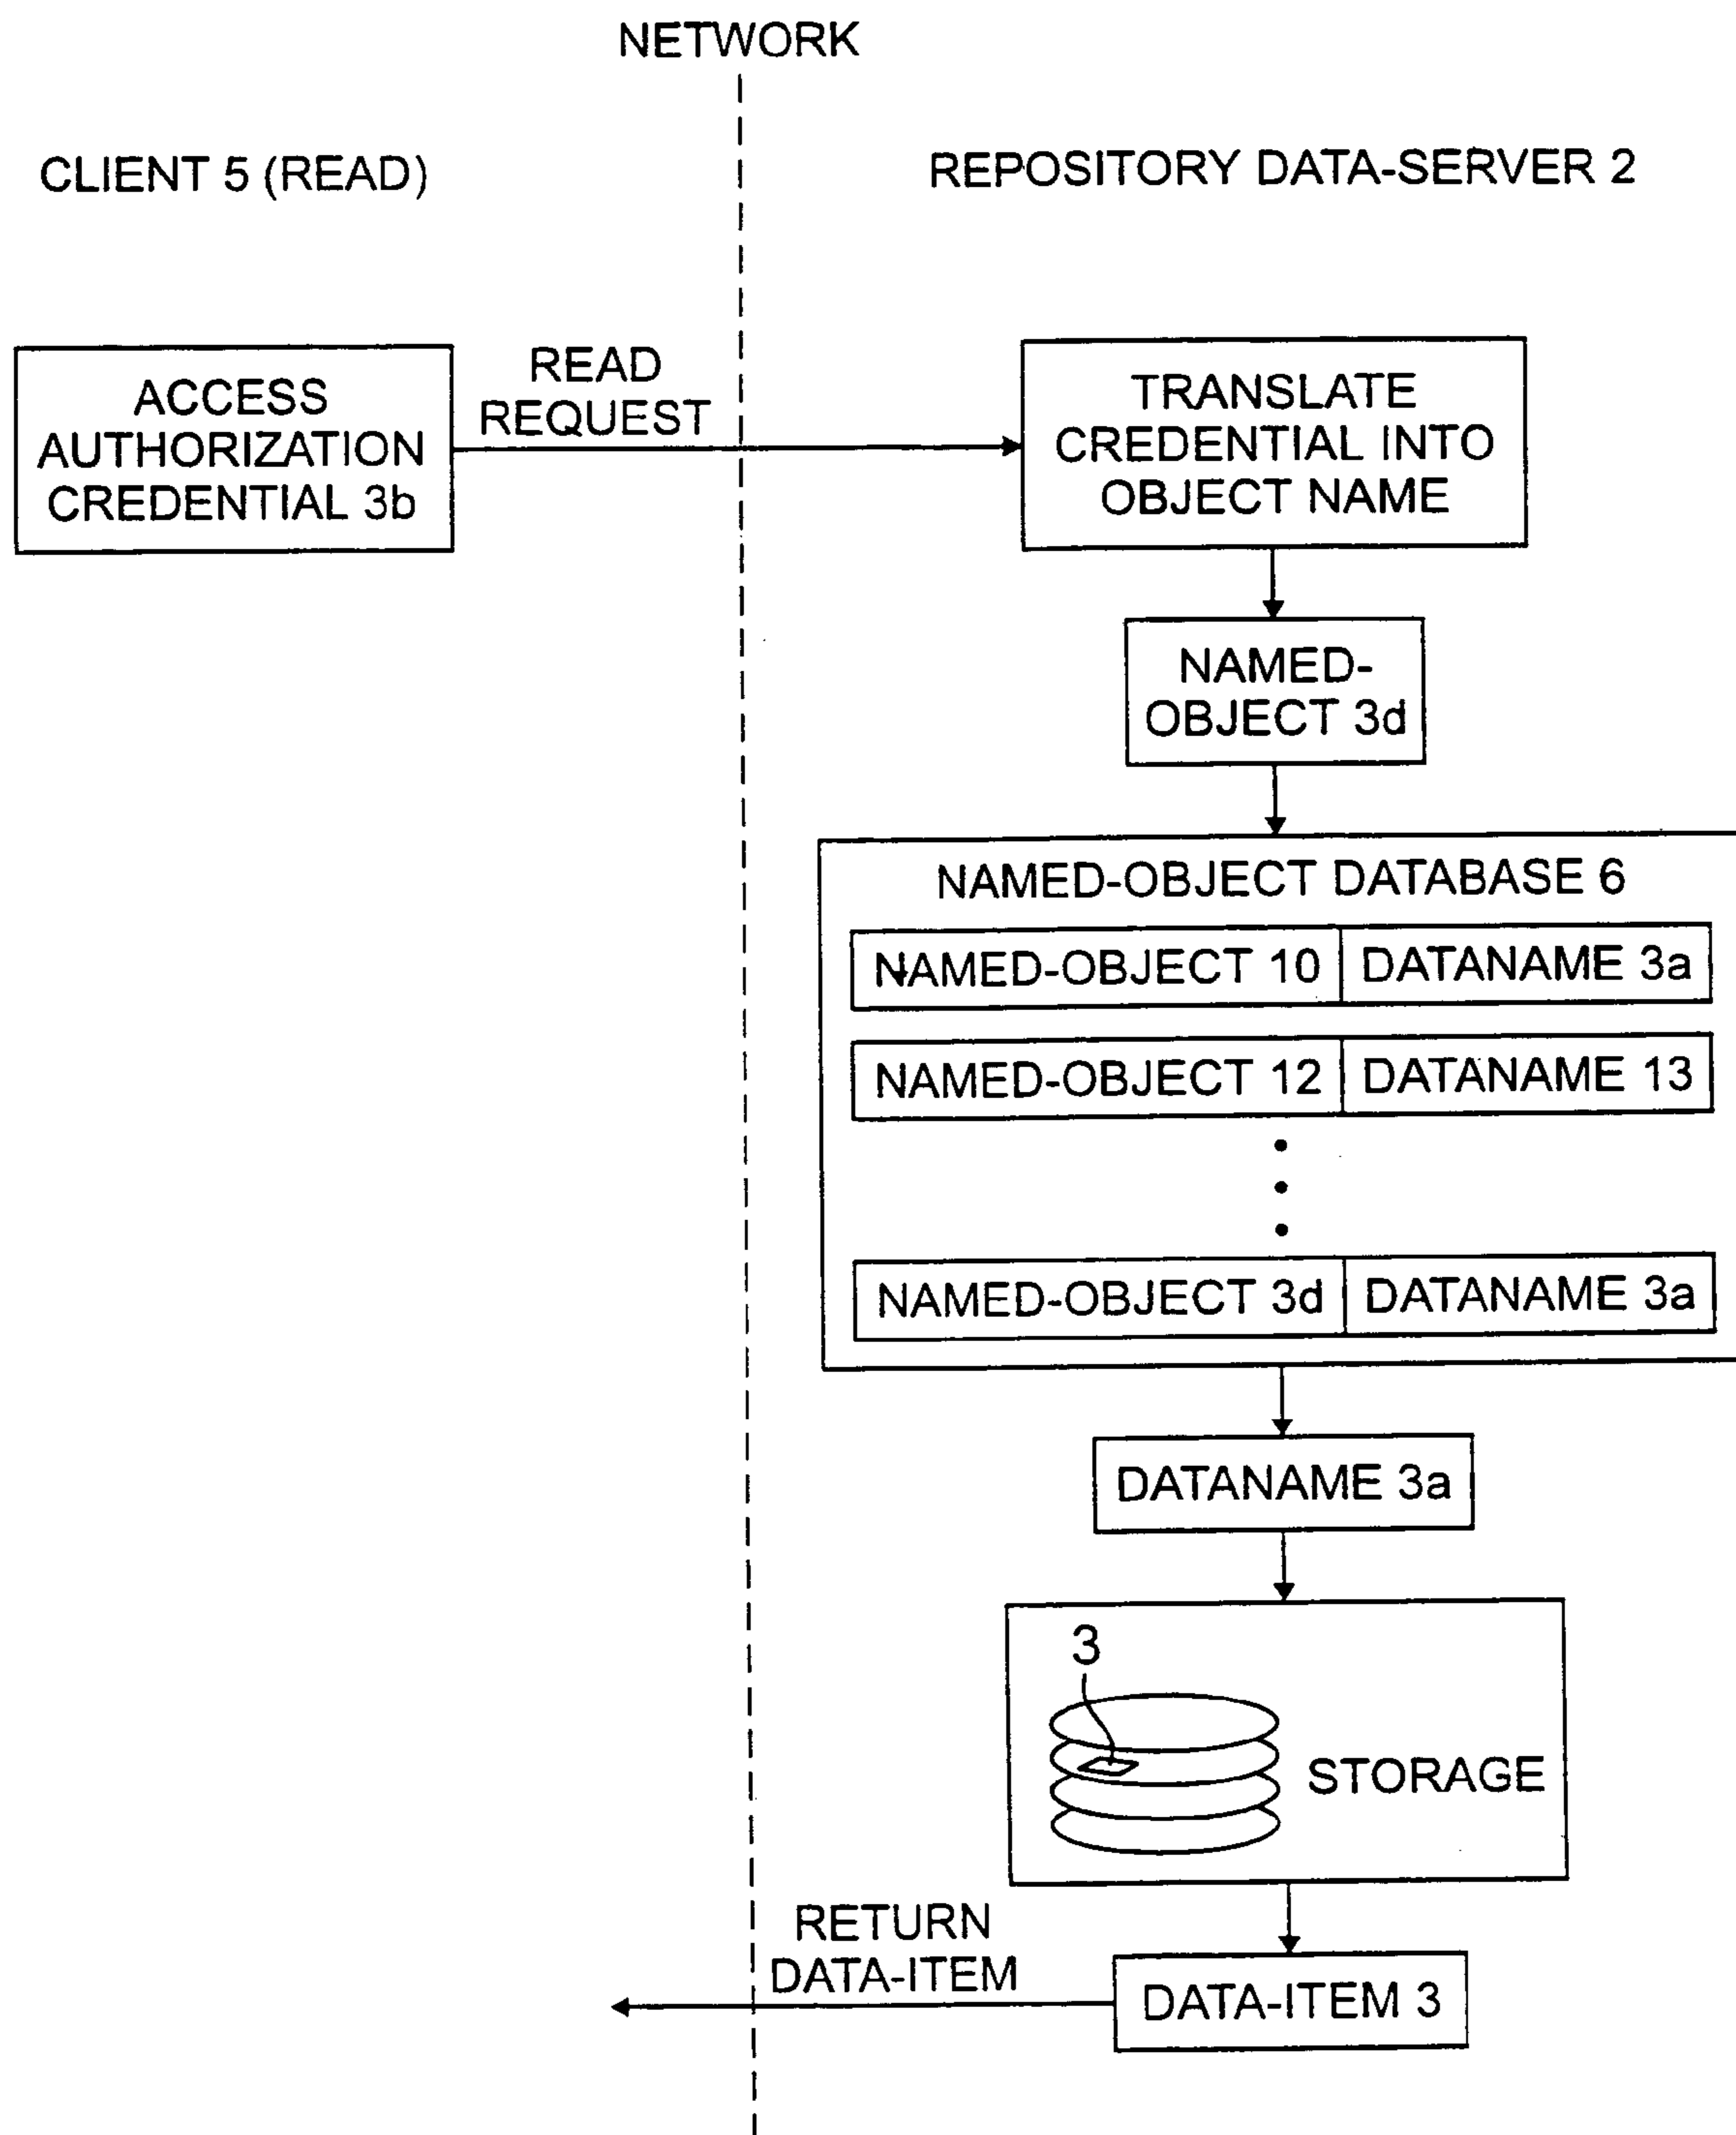 NETWORK
CLIENT 5 (READ)
REPOSITORY DATA-SERVER 2
ACCESS
AUTHORIZATION
CREDENTIAL 3b
READ
REQUEST
TRANSLATE
CREDENTIAL INTO
OBJECT NAME
NAMED-
OBJECT 3d
NAMED-OBJECT DATABASE 6
NAMED-OBJECT 10 DATANAME 3a
NAMED-OBJECT 12 DATANAME 13
NAMED-OBJECT 3d DATANAME 3a
DATANAME 3a
3
STORAGE
RETURN
DATA-ITEM
DATA-ITEM 3